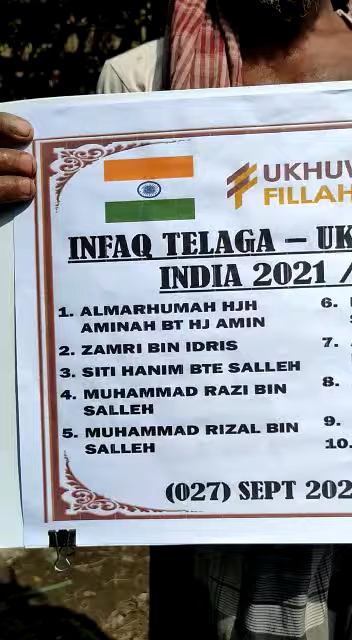 UKHUW
FILLAH
INFAQ TELAGA – UK
INDIA 2021 /
1. ALMARHUMAH HJH
AMINAH BT HJ AMIN
2. ZAMRI BIN IDRIS
3. SITI HANIM BTE SALLEH
4. MUHAMMAD RAZI BIN
SALLEH
5. MUHAMMAD RIZAL BIN
SALLEH
6.
7.
8.
9.
10.
(027) SEPT 202